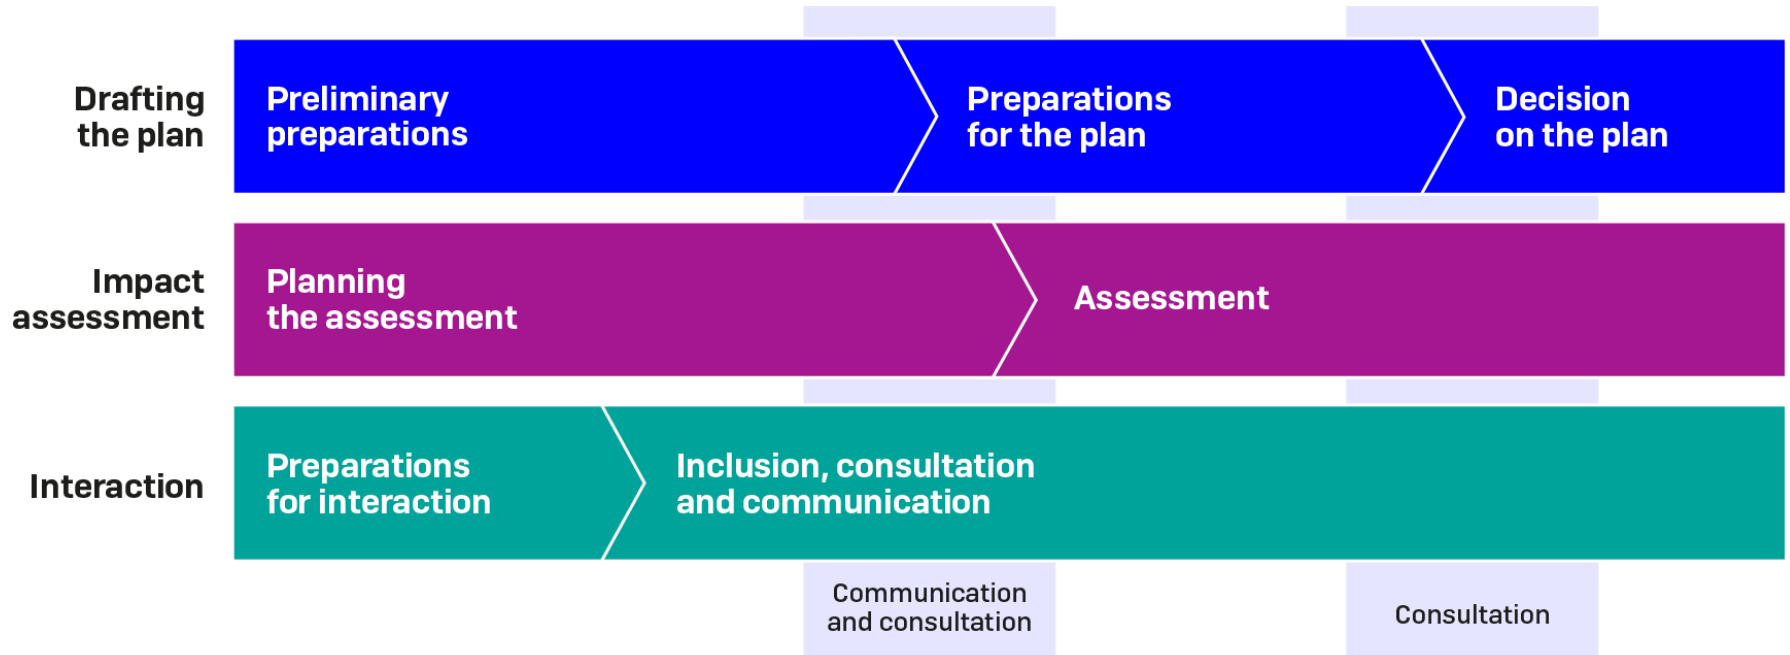 Drafting
the plan
Preliminary
preparations
Preparations
for the plan
Decision
on the plan
Impact
assessment
Planning
the assessment
Assessment
Interaction
Preparations
for interaction
Inclusion, consultation
and communication
Communication
and consultation
Consultation